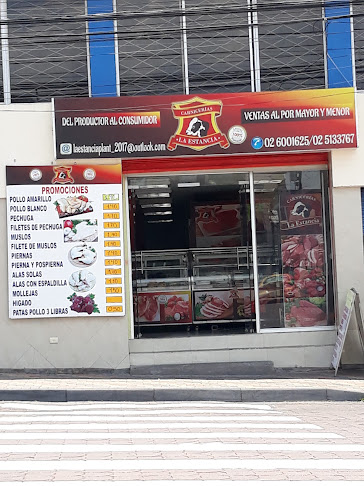 DEL PRODUCTOR AL CONSUMIDOR
CARNICERIAS
LA ESTANCIA
VENTAS AL POR MAYOR Y MENOR
@ laestanciaplant_2017@outlook.com
02 6001625/02 5133767
PROMOCIONES
POLLO AMARILLO
POLLO BLANCO
PECHUGA
FILETES DE PECHUGA
MUSLOS
FILETE DE MUSLOS
PIERNAS
PIERNA Y POSPIERNA
ALAS SOLAS
ALAS CON ESPALDILLA
MOLLEJAS
HIGADO
PATAS POLLO 3 LIBRAS
La Estancia